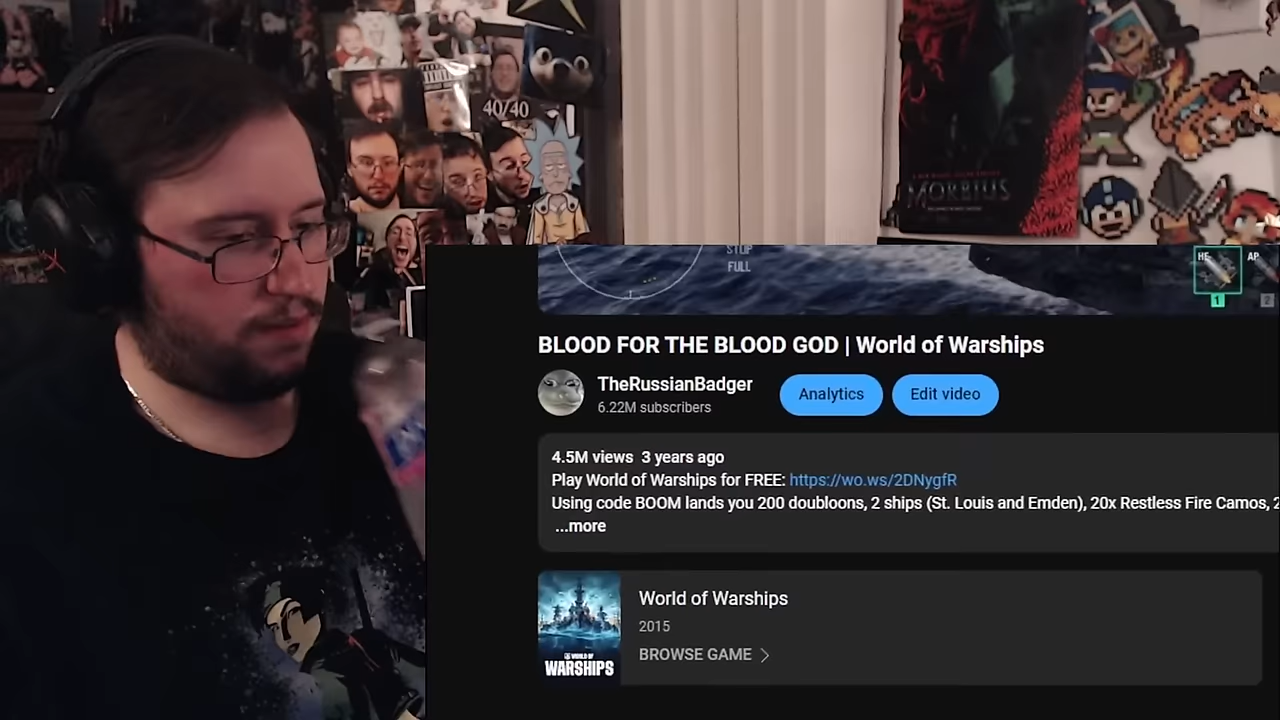 40/40
MORBIUS
STOP
FULL
HE
AP
1
2
BLOOD FOR THE BLOOD GOD | World of Warships
TheRussianBadger
6.22M subscribers
Analytics
Edit video
4.5M views 3 years ago
Play World of Warships for FREE: https://wo.ws/2DNygfR
Using code BOOM lands you 200 doubloons, 2 ships (St. Louis and Emden), 20x Restless Fire Camos, 2
...more
World of Warships
2015
BROWSE GAME
WORLD OF
WARSHIPS